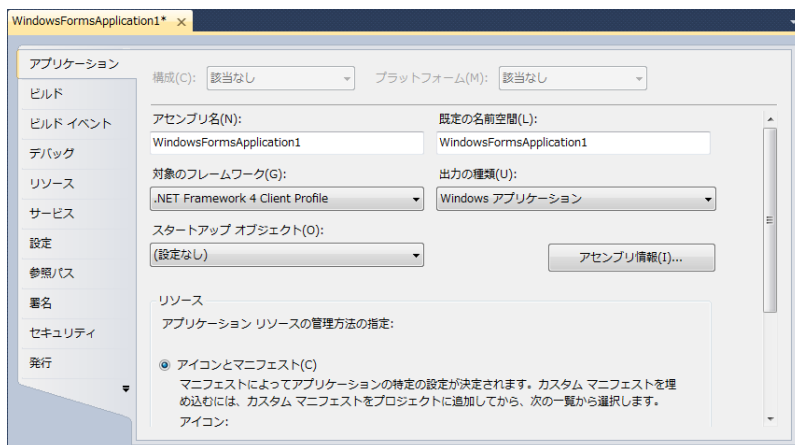 WindowsFormsApplication1*
アプリケーション
ビルド
ビルド イベント
デバッグ
リソース
サービス
設定
参照パス
署名
セキュリティ
発行
構成(C): 該当なし プラットフォーム(M): 該当なし
アセンブリ名(N): 既定の名前空間(L):
WindowsFormsApplication1 WindowsFormsApplication1
対象のフレームワーク(G): 出力の種類(U):
.NET Framework 4 Client Profile Windows アプリケーション
スタートアップ オブジェクト(O):
(設定なし) アセンブリ情報(I)...
リソース
アプリケーション リソースの管理方法の指定:
アイコンとマニフェスト(C)
マニフェストによってアプリケーションの特定の設定が決定されます。カスタム マニフェストを埋
め込むには、カスタム マニフェストをプロジェクトに追加してから、次の一覧から選択します。
アイコン: